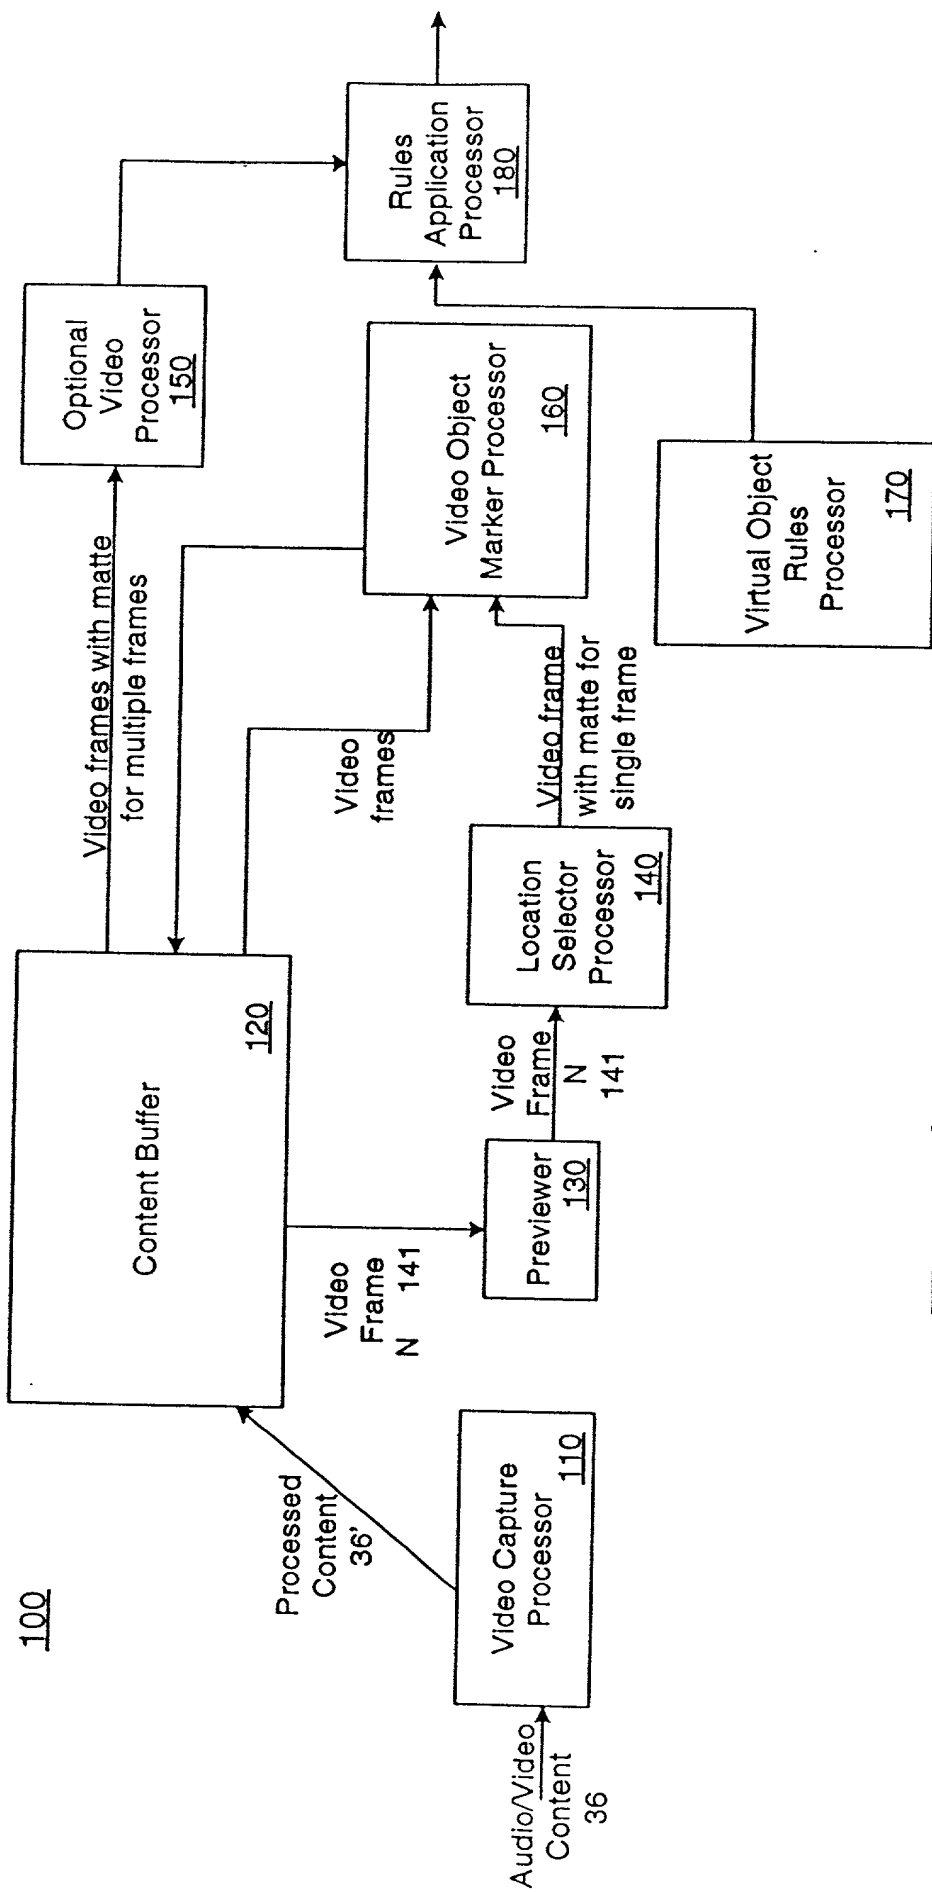 100
Audio/Video
Content
36
Video Capture
Processor
110
Processed
Content
36'
Content Buffer
120
Video
Frame
N 141
Previewer
130
Video
Frame
N
141
Location
Selector
Processor
140
Video frame
with matte for
single frame
Video
frames
Video frames with matte
for multiple frames
Optional
Video
Processor
150
Video Object
Marker Processor
160
Virtual Object
Rules
Processor
170
Rules
Application
Processor
180